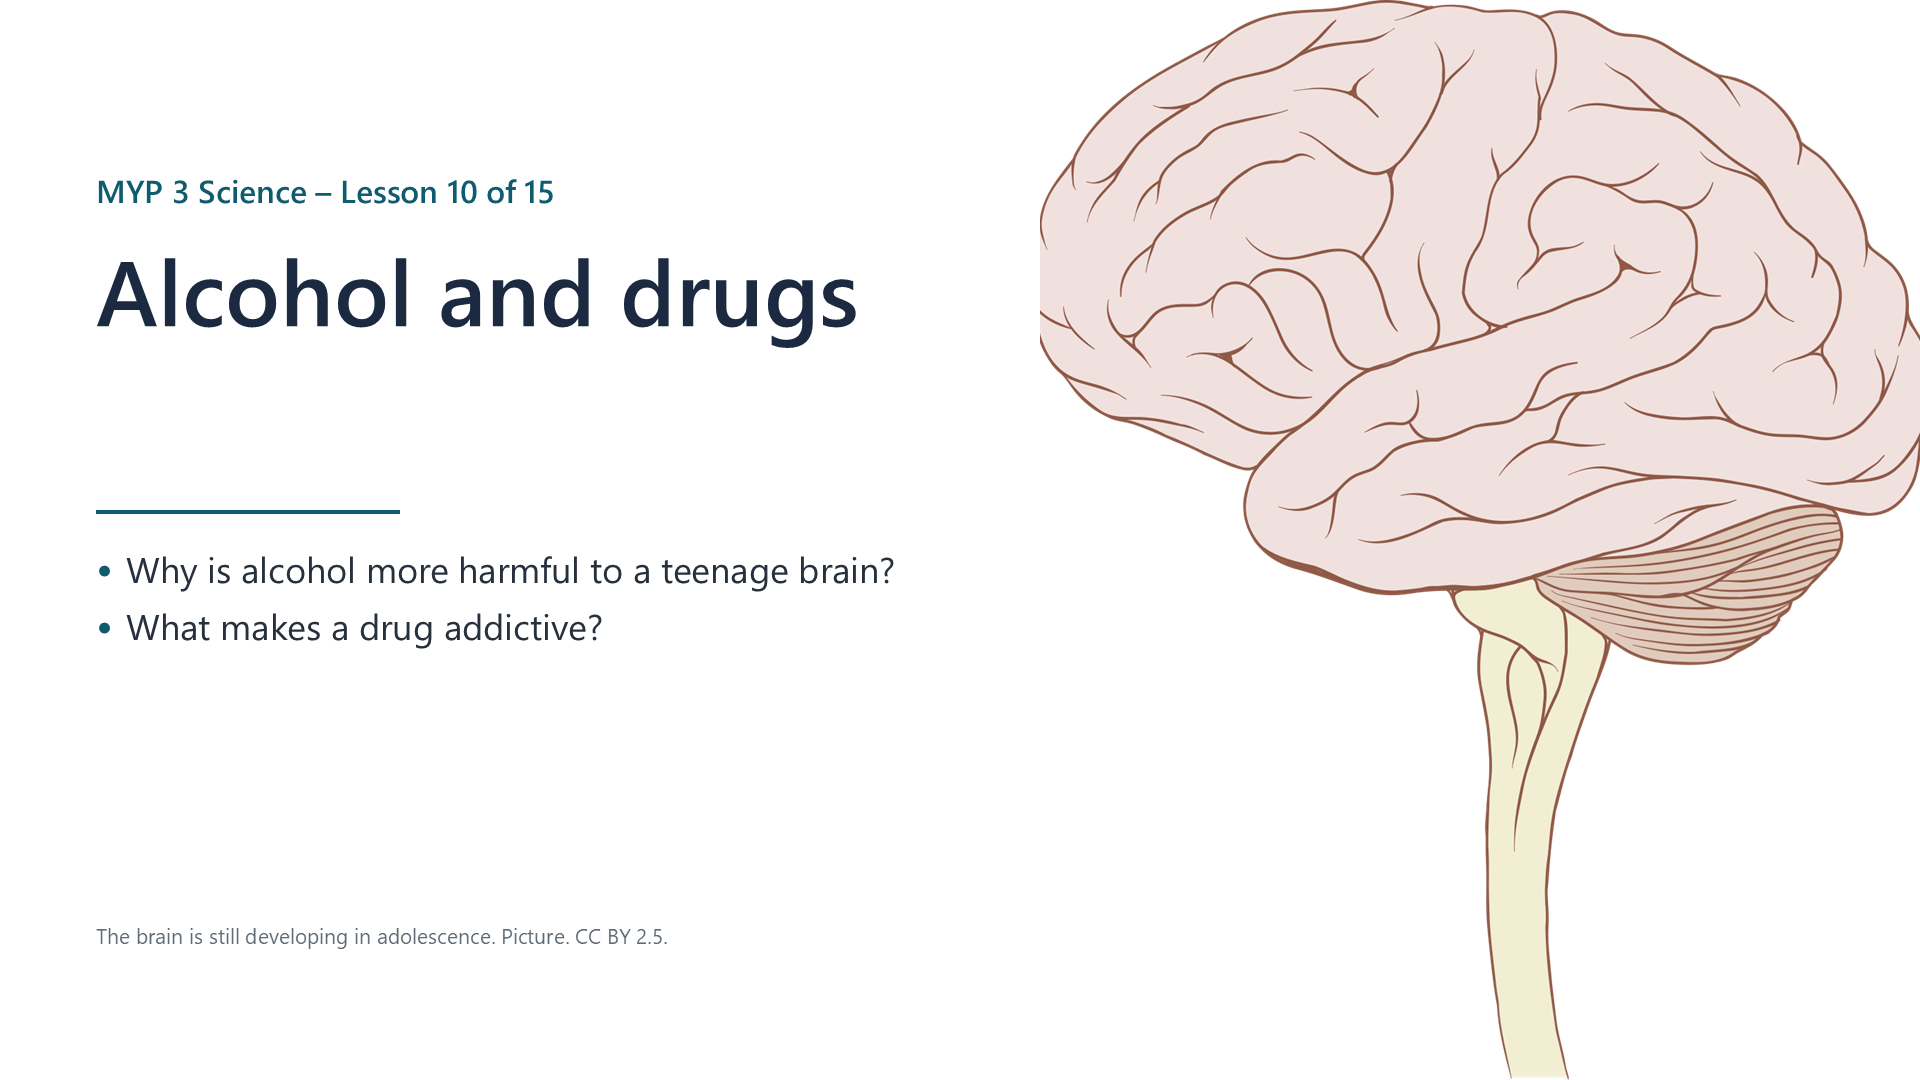 MYP 3 Science – Lesson 10 of 15
Alcohol and drugs
• Why is alcohol more harmful to a teenage brain?
• What makes a drug addictive?
The brain is still developing in adolescence. Picture. CC BY 2.5.